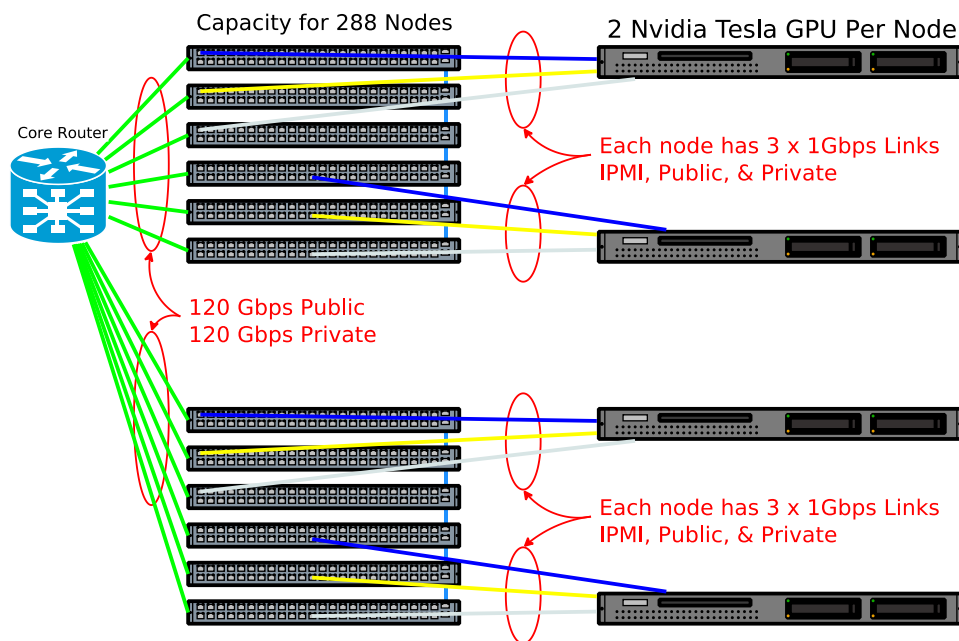 Capacity for 288 Nodes
2 Nvidia Tesla GPU Per Node
Core Router
Each node has 3 x 1Gbps Links
IPMI, Public, & Private
120 Gbps Public
120 Gbps Private
Each node has 3 x 1Gbps Links
IPMI, Public, & Private